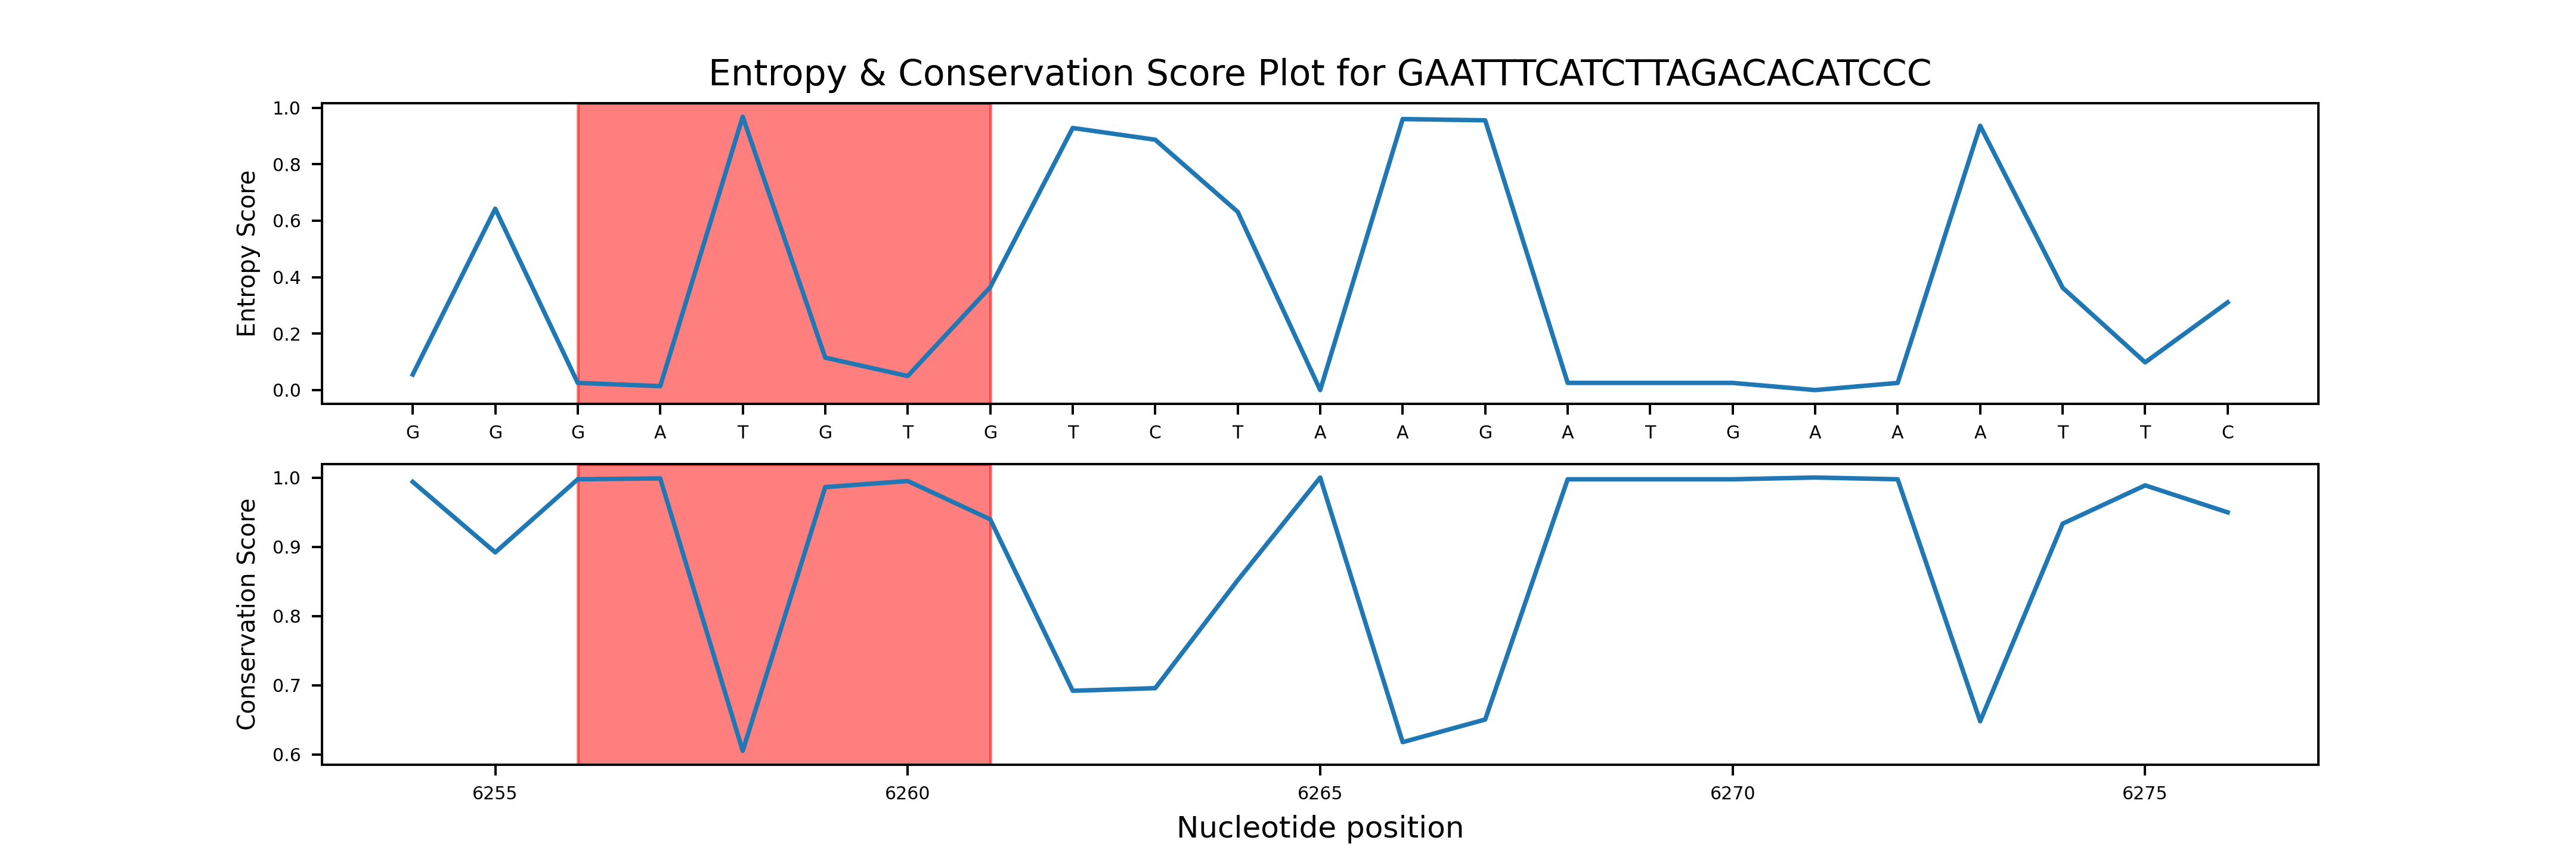 Entropy & Conservation Score Plot for GAATTTCATCTTAGACACATCCC
Entropy Score
1.0
0.8
0.6
0.4
0.2
0.0
G G G A T G T G T C T A A G A T G A A A T T C
Conservation Score
1.0
0.9
0.8
0.7
0.6
6255 6260 6265 6270 6275
Nucleotide position